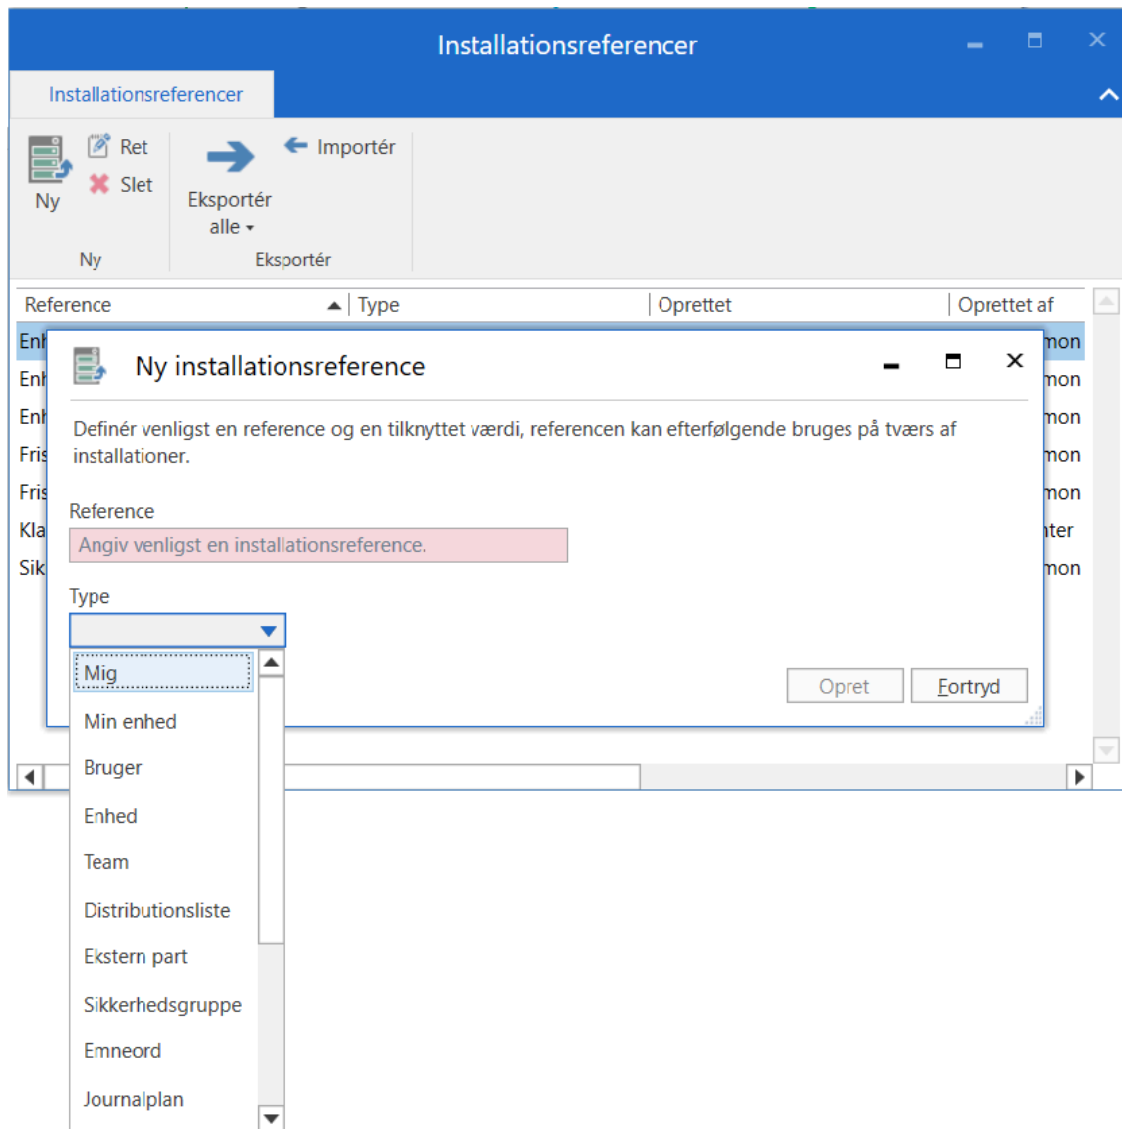 Installationsreferencer
Installationsreferencer
Ret
Importér
Slet
Ny
Eksportér
alle
Ny
Eksportér
Reference
Type
Oprettet
Oprettet af
Ny installationsreference
Definér venligst en reference og en tilknyttet værdi, referencen kan efterfølgende bruges på tværs af
installationer.
Reference
Angiv venligst en installationsreference.
Type
Mig
Opret
Fortryd
Min enhed
Bruger
Enhed
Team
Distributionsliste
Ekstern part
Sikkerhedsgruppe
Emneord
Journalplan